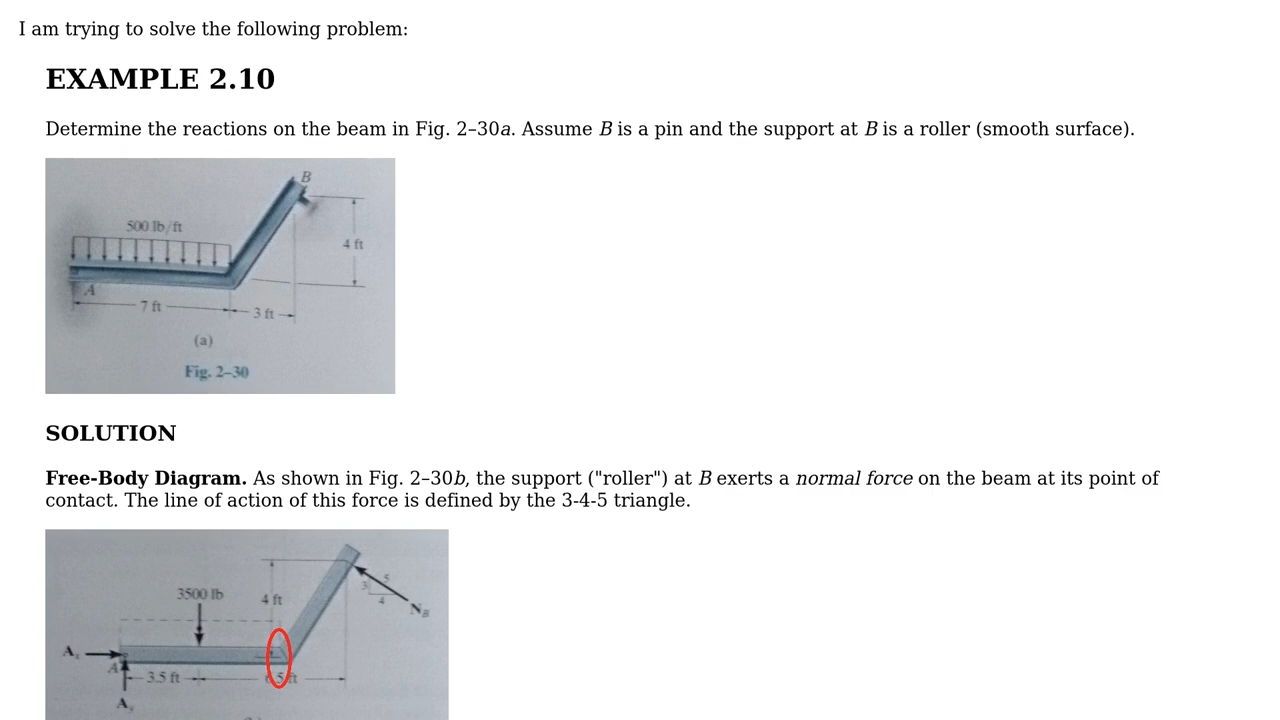 I am trying to solve the following problem:
EXAMPLE 2.10
Determine the reactions on the beam in Fig. 2–30a. Assume B is a pin and the support at B is a roller (smooth surface).
B
500 lb/ft
4 ft
A
7 ft
3 ft
(a)
Fig. 2–30
SOLUTION
Free-Body Diagram. As shown in Fig. 2–30b, the support ("roller") at B exerts a normal force on the beam at its point of
contact. The line of action of this force is defined by the 3-4-5 triangle.
3500 lb
4 ft
3
5
4
N_B
A_x
A
3.5 ft
A_y